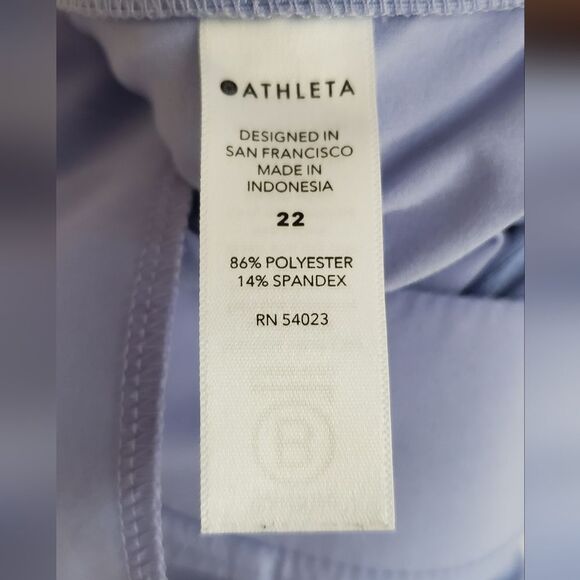 ATHLETA
DESIGNED IN
SAN FRANCISCO
MADE IN
INDONESIA
22
86% POLYESTER
14% SPANDEX
RN 54023
B